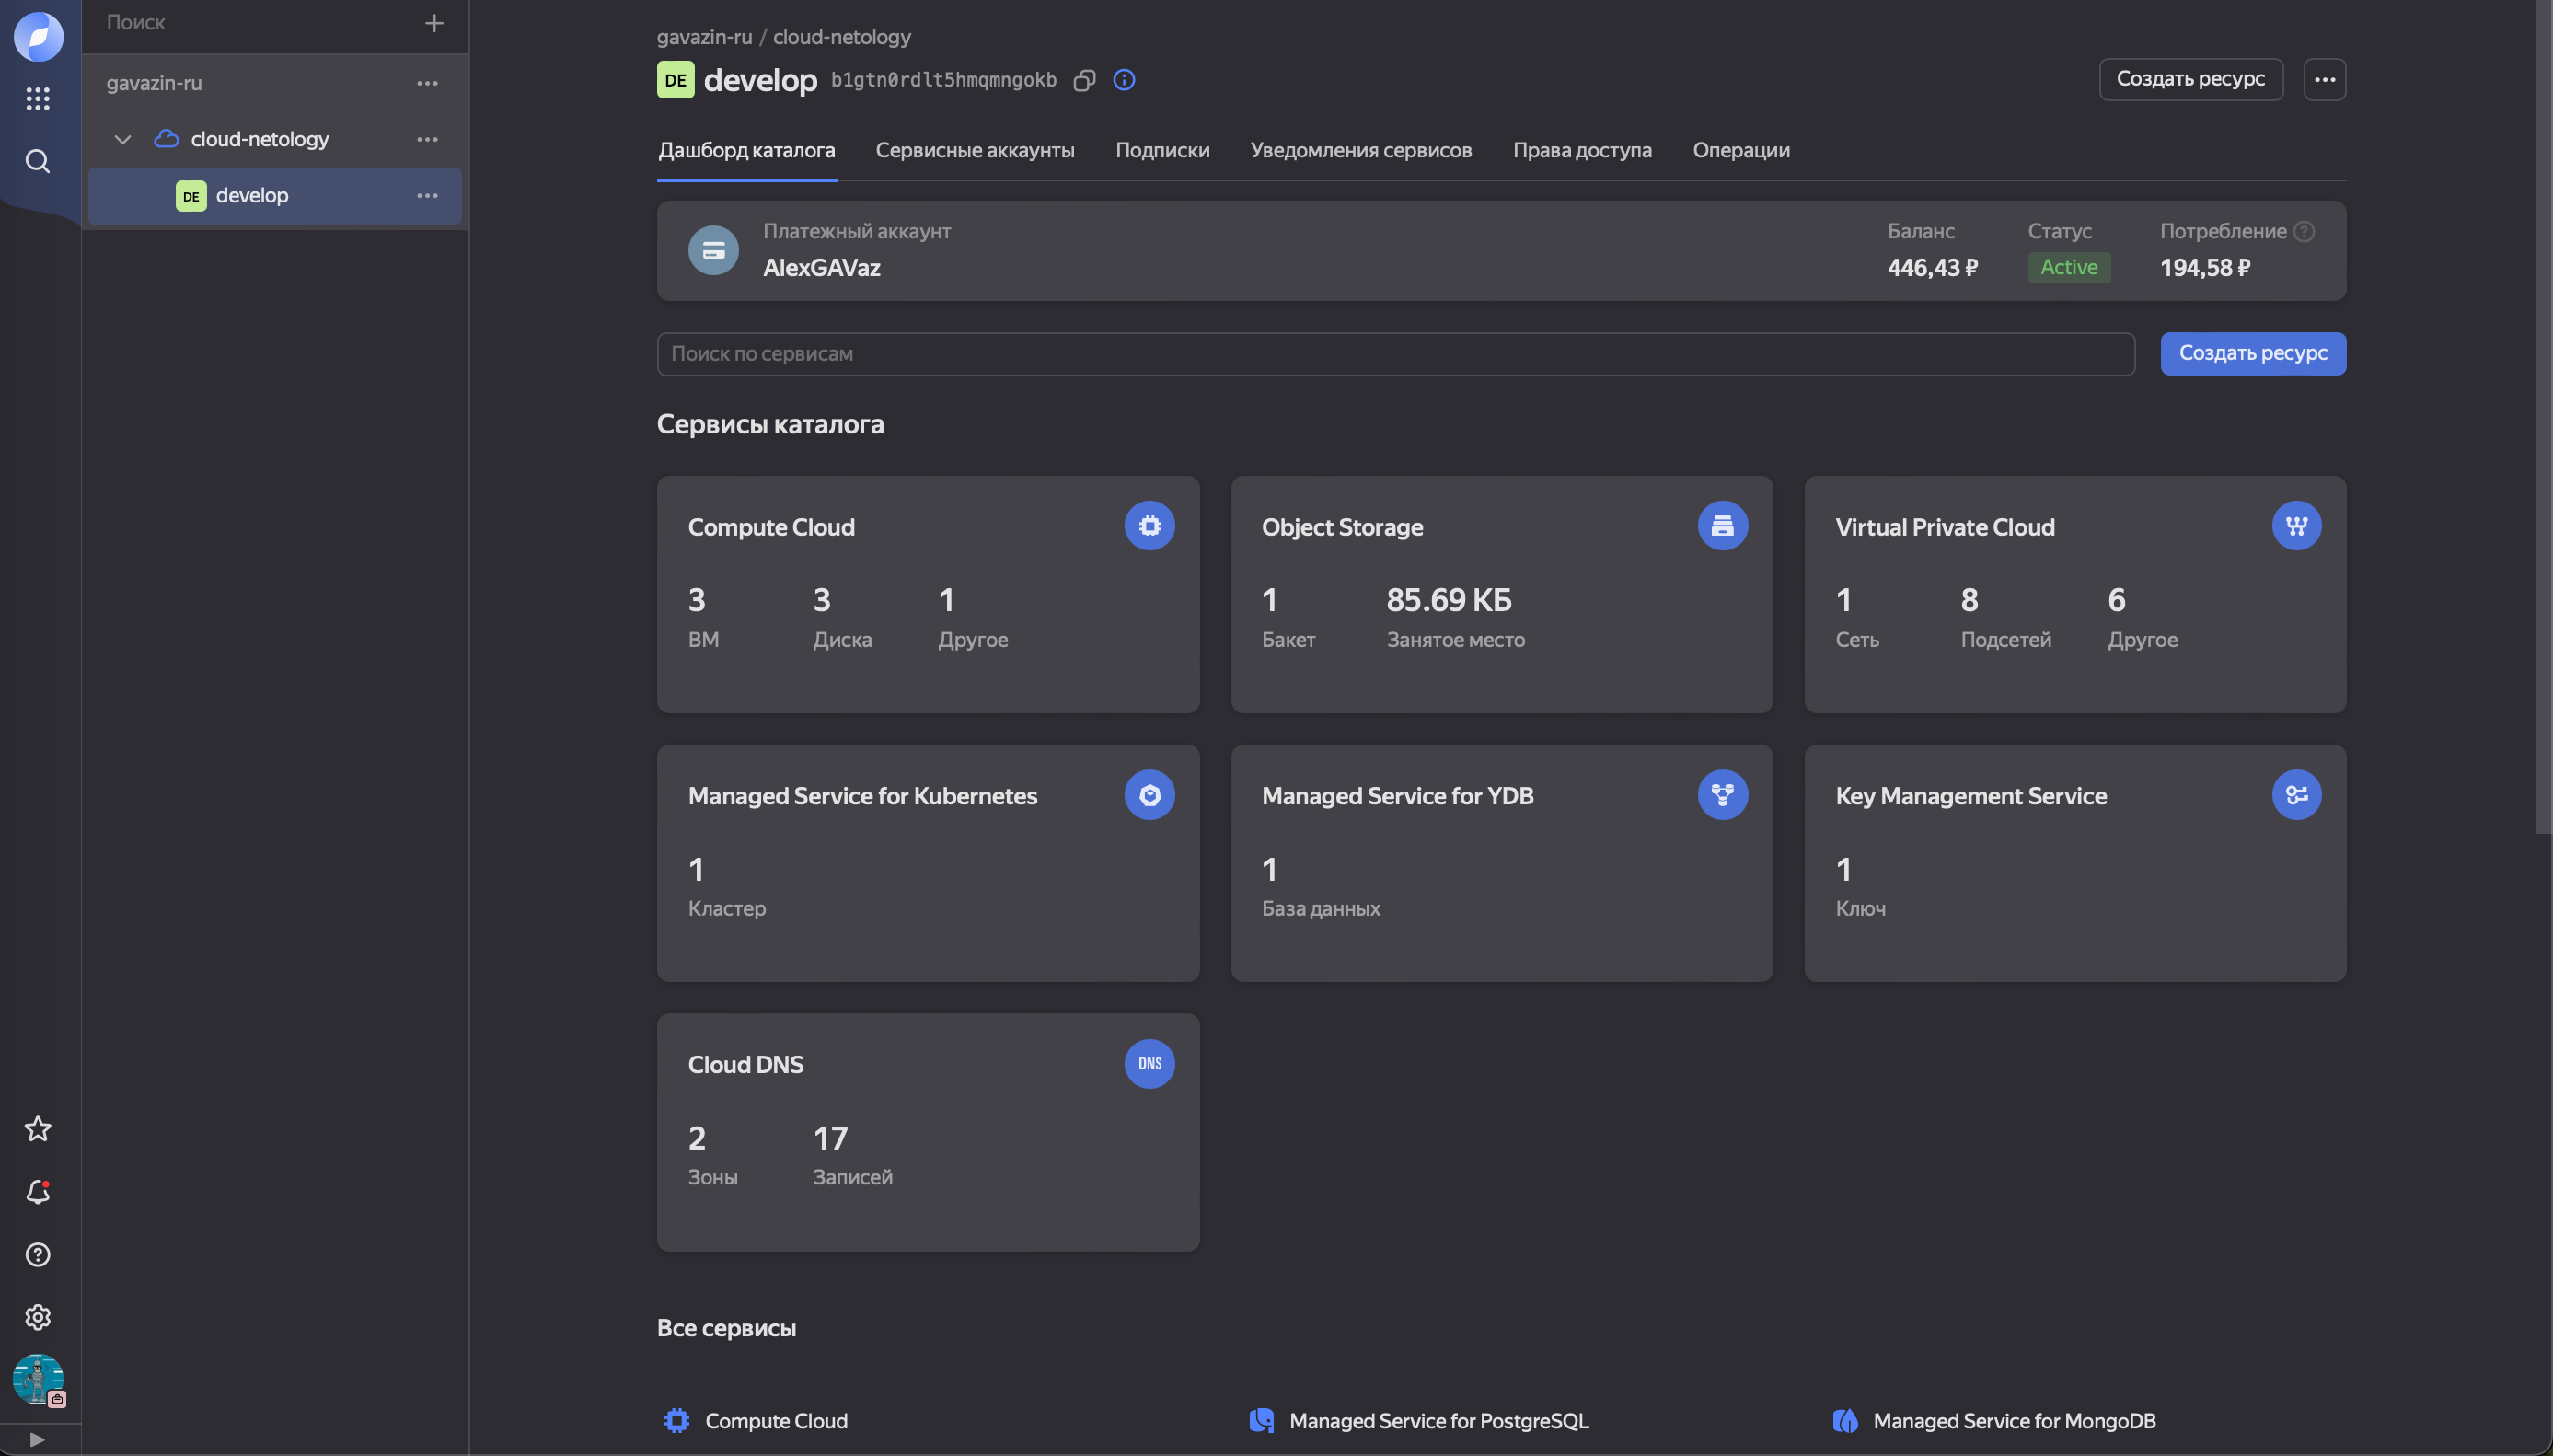 Поиск
gavazin-ru
cloud-netology
DE develop
gavazin-ru / cloud-netology
DE develop b1gtn0rdlt5hmqmngokb
Создать ресурс
Дашборд каталога Сервисные аккаунты Подписки Уведомления сервисов Права доступа Операции
Платежный аккаунт Баланс Статус Потребление
AlexGAVaz 446,43 ₽ Active 194,58 ₽
Поиск по сервисам Создать ресурс
Сервисы каталога
Compute Cloud
3 3 1
ВМ Диска Другое
Object Storage
1 85.69 КБ
Бакет Занятое место
Virtual Private Cloud
1 8 6
Сеть Подсетей Другое
Managed Service for Kubernetes
1
Кластер
Managed Service for YDB
1
База данных
Key Management Service
1
Ключ
Cloud DNS DNS
2 17
Зоны Записей
Все сервисы
Compute Cloud Managed Service for PostgreSQL Managed Service for MongoDB